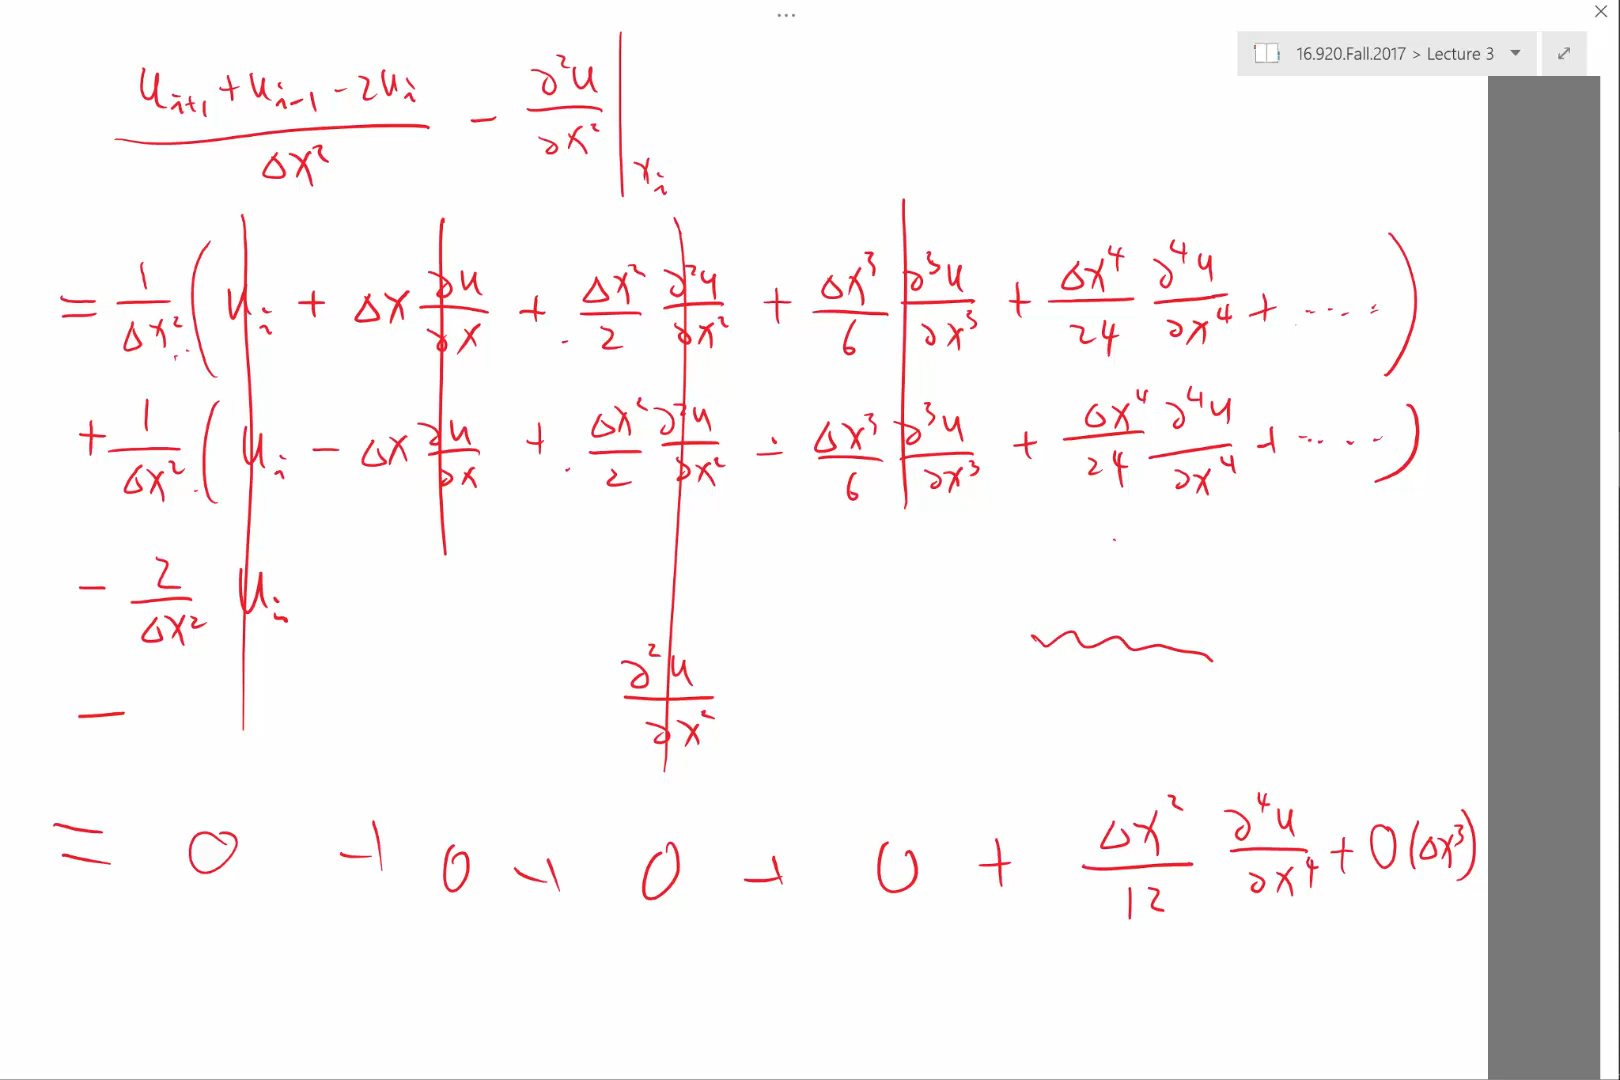 16.920.Fall.2017 > Lecture 3
(u_{i+1} + u_{i-1} - 2u_i)/Δx² - ∂²u/∂x² |_{x_i}
= 1/Δx² ( u_i + Δx ∂u/∂x + Δx²/2 ∂²u/∂x² + Δx³/6 ∂³u/∂x³ + Δx⁴/24 ∂⁴u/∂x⁴ + ..... )
+ 1/Δx² ( u_i - Δx ∂u/∂x + Δx²/2 ∂²u/∂x² - Δx³/6 ∂³u/∂x³ + Δx⁴/24 ∂⁴u/∂x⁴ + ..... )
- 2/Δx² u_i
- ∂²u/∂x²
= 0 + 0 + 0 + 0 + Δx²/12 ∂⁴u/∂x⁴ + O(Δx³)